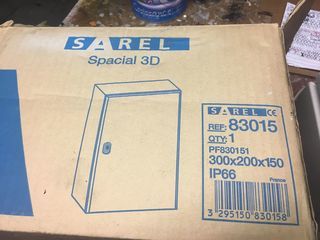 SAREL
Spacial 3D
SAREL CE
REF: 83015
QTY: 1
PF830151
300x200x150
IP66
France
3 295150 830158